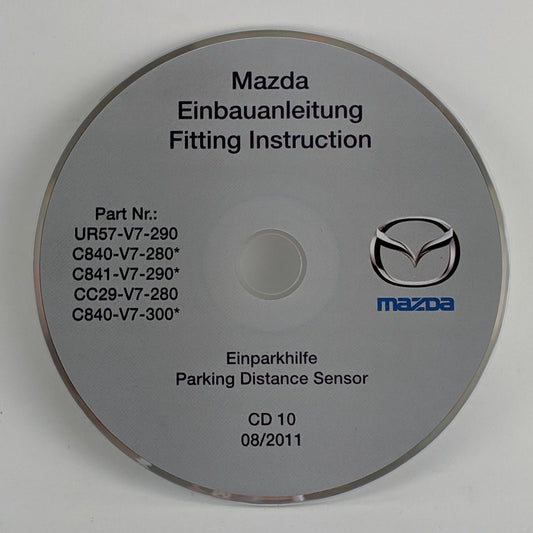 Mazda
Einbauanleitung
Fitting Instruction
Part Nr.:
UR57-V7-290
C840-V7-280*
C841-V7-290*
CC29-V7-280
C840-V7-300*
mazda
Einparkhilfe
Parking Distance Sensor
CD 10
08/2011